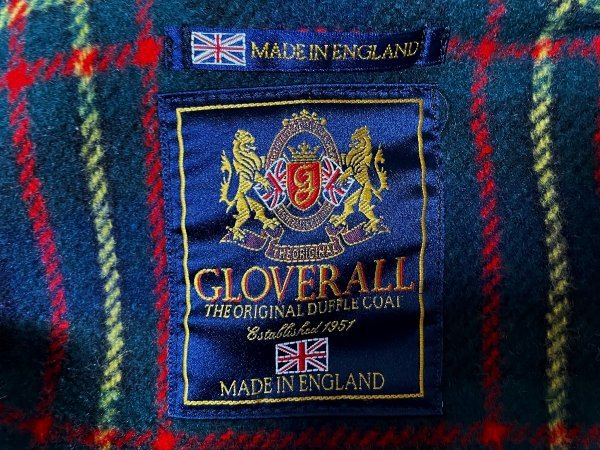 MADE IN ENGLAND
G
THE ORIGINAL
GLOVERALL
THE ORIGINAL DUFFLE COAT
Established 1951
MADE IN ENGLAND